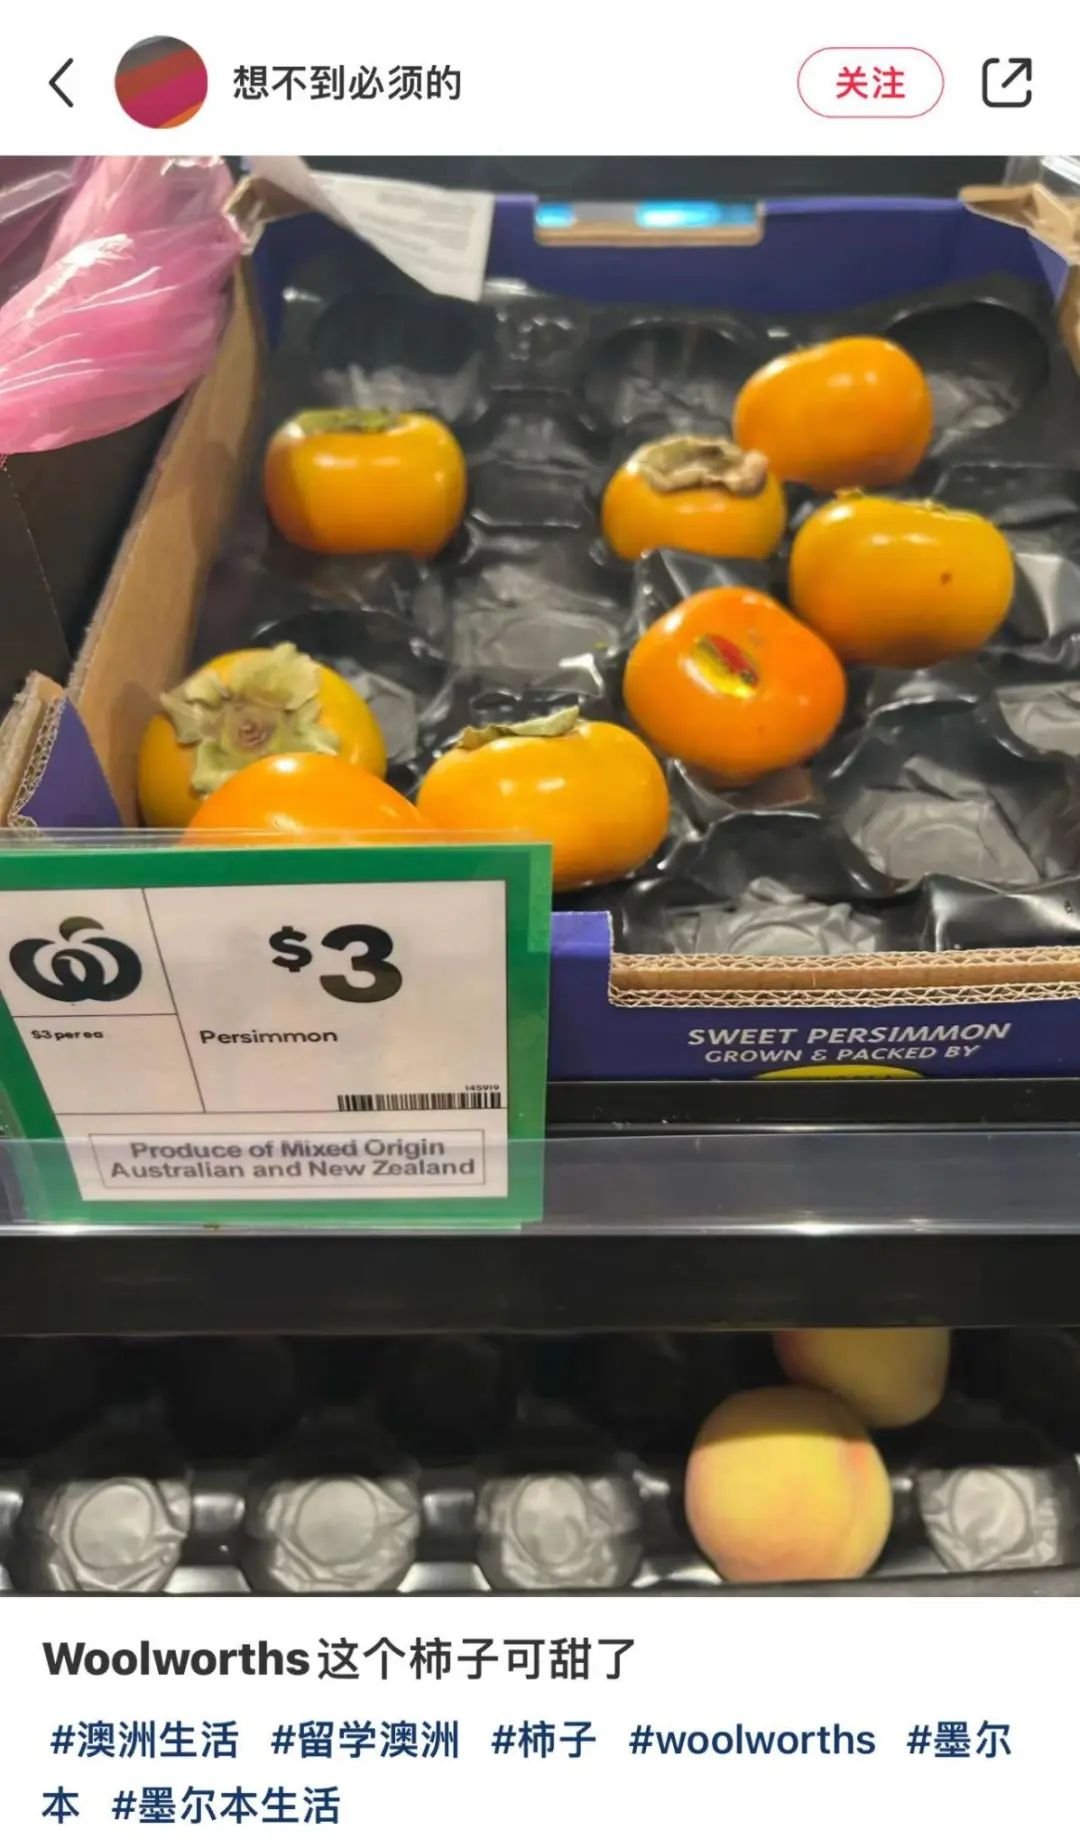 想不到必须的
关注
$3
$3 per ea
Persimmon
145919
Produce of Mixed Origin
Australian and New Zealand
SWEET PERSIMMON
GROWN & PACKED BY
Woolworths这个柿子可甜了
#澳洲生活 #留学澳洲 #柿子 #woolworths #墨尔
本 #墨尔本生活